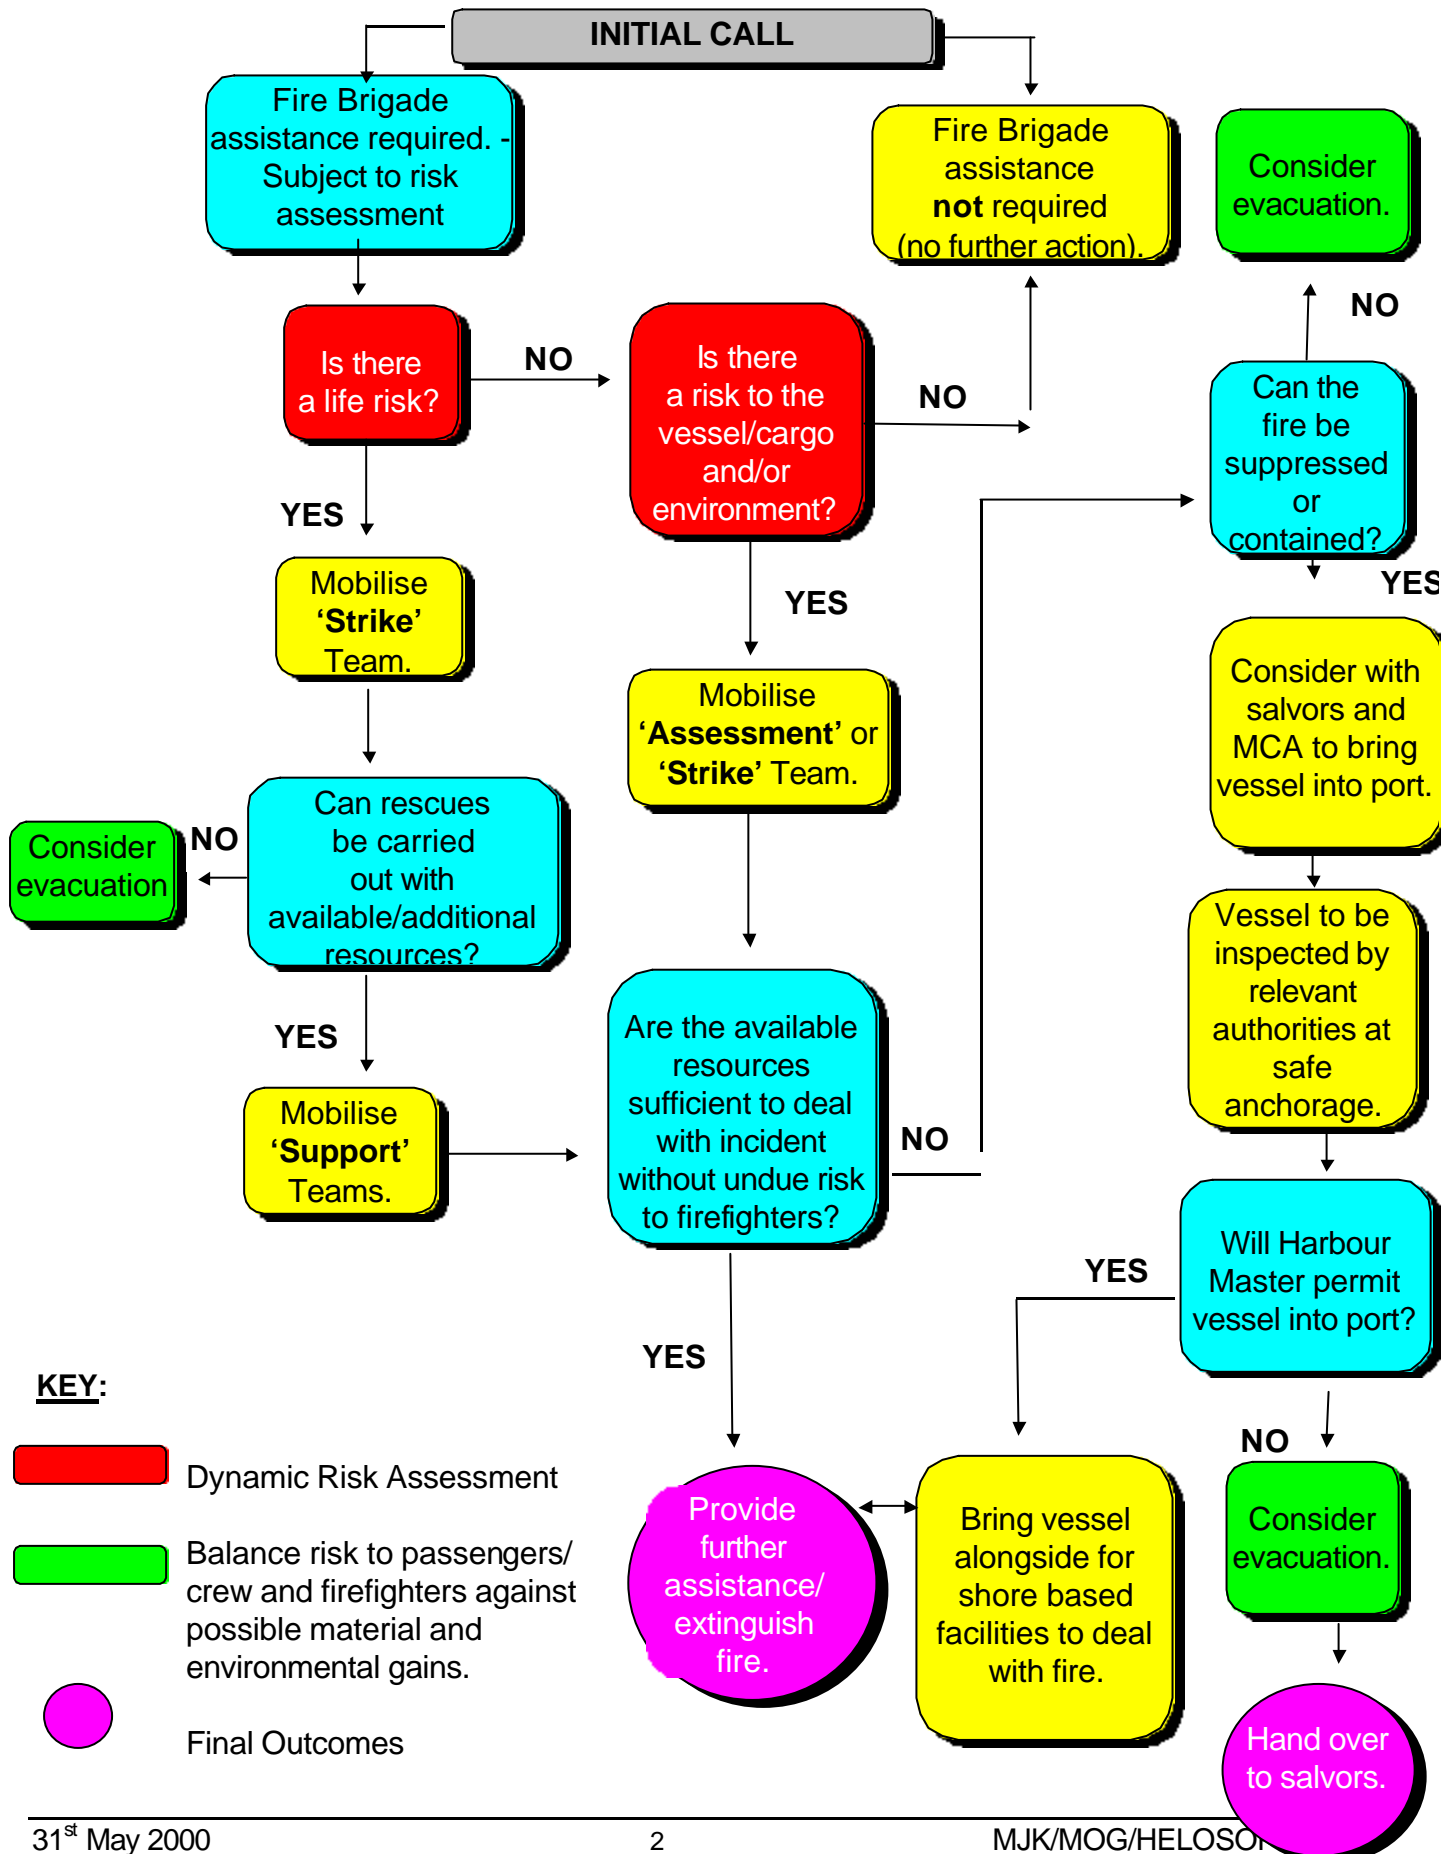 INITIAL CALL
Fire Brigade
assistance required. -
Subject to risk
assessment
Fire Brigade
assistance
not required
(no further action).
Consider
evacuation.
NO
Is there
a life risk?
NO
Is there
a risk to the
vessel/cargo
and/or
environment?
NO
Can the
fire be
suppressed
or
contained?
YES
YES
YES
Mobilise
‘Strike’
Team.
Mobilise
‘Assessment’ or
‘Strike’ Team.
Consider with
salvors and
MCA to bring
vessel into port.
Can rescues
be carried
out with
available/additional
resources?
NO
Consider
evacuation
Vessel to be
inspected by
relevant
authorities at
safe
anchorage.
YES
Mobilise
‘Support’
Teams.
Are the available
resources
sufficient to deal
with incident
without undue risk
to firefighters?
NO
Will Harbour
Master permit
vessel into port?
YES
YES
NO
Provide
further
assistance/
extinguish
fire.
Bring vessel
alongside for
shore based
facilities to deal
with fire.
Consider
evacuation.
Hand over
to salvors.
KEY:
Dynamic Risk Assessment
Balance risk to passengers/
crew and firefighters against
possible material and
environmental gains.
Final Outcomes
31st May 2000
2
MJK/MOG/HELOSO